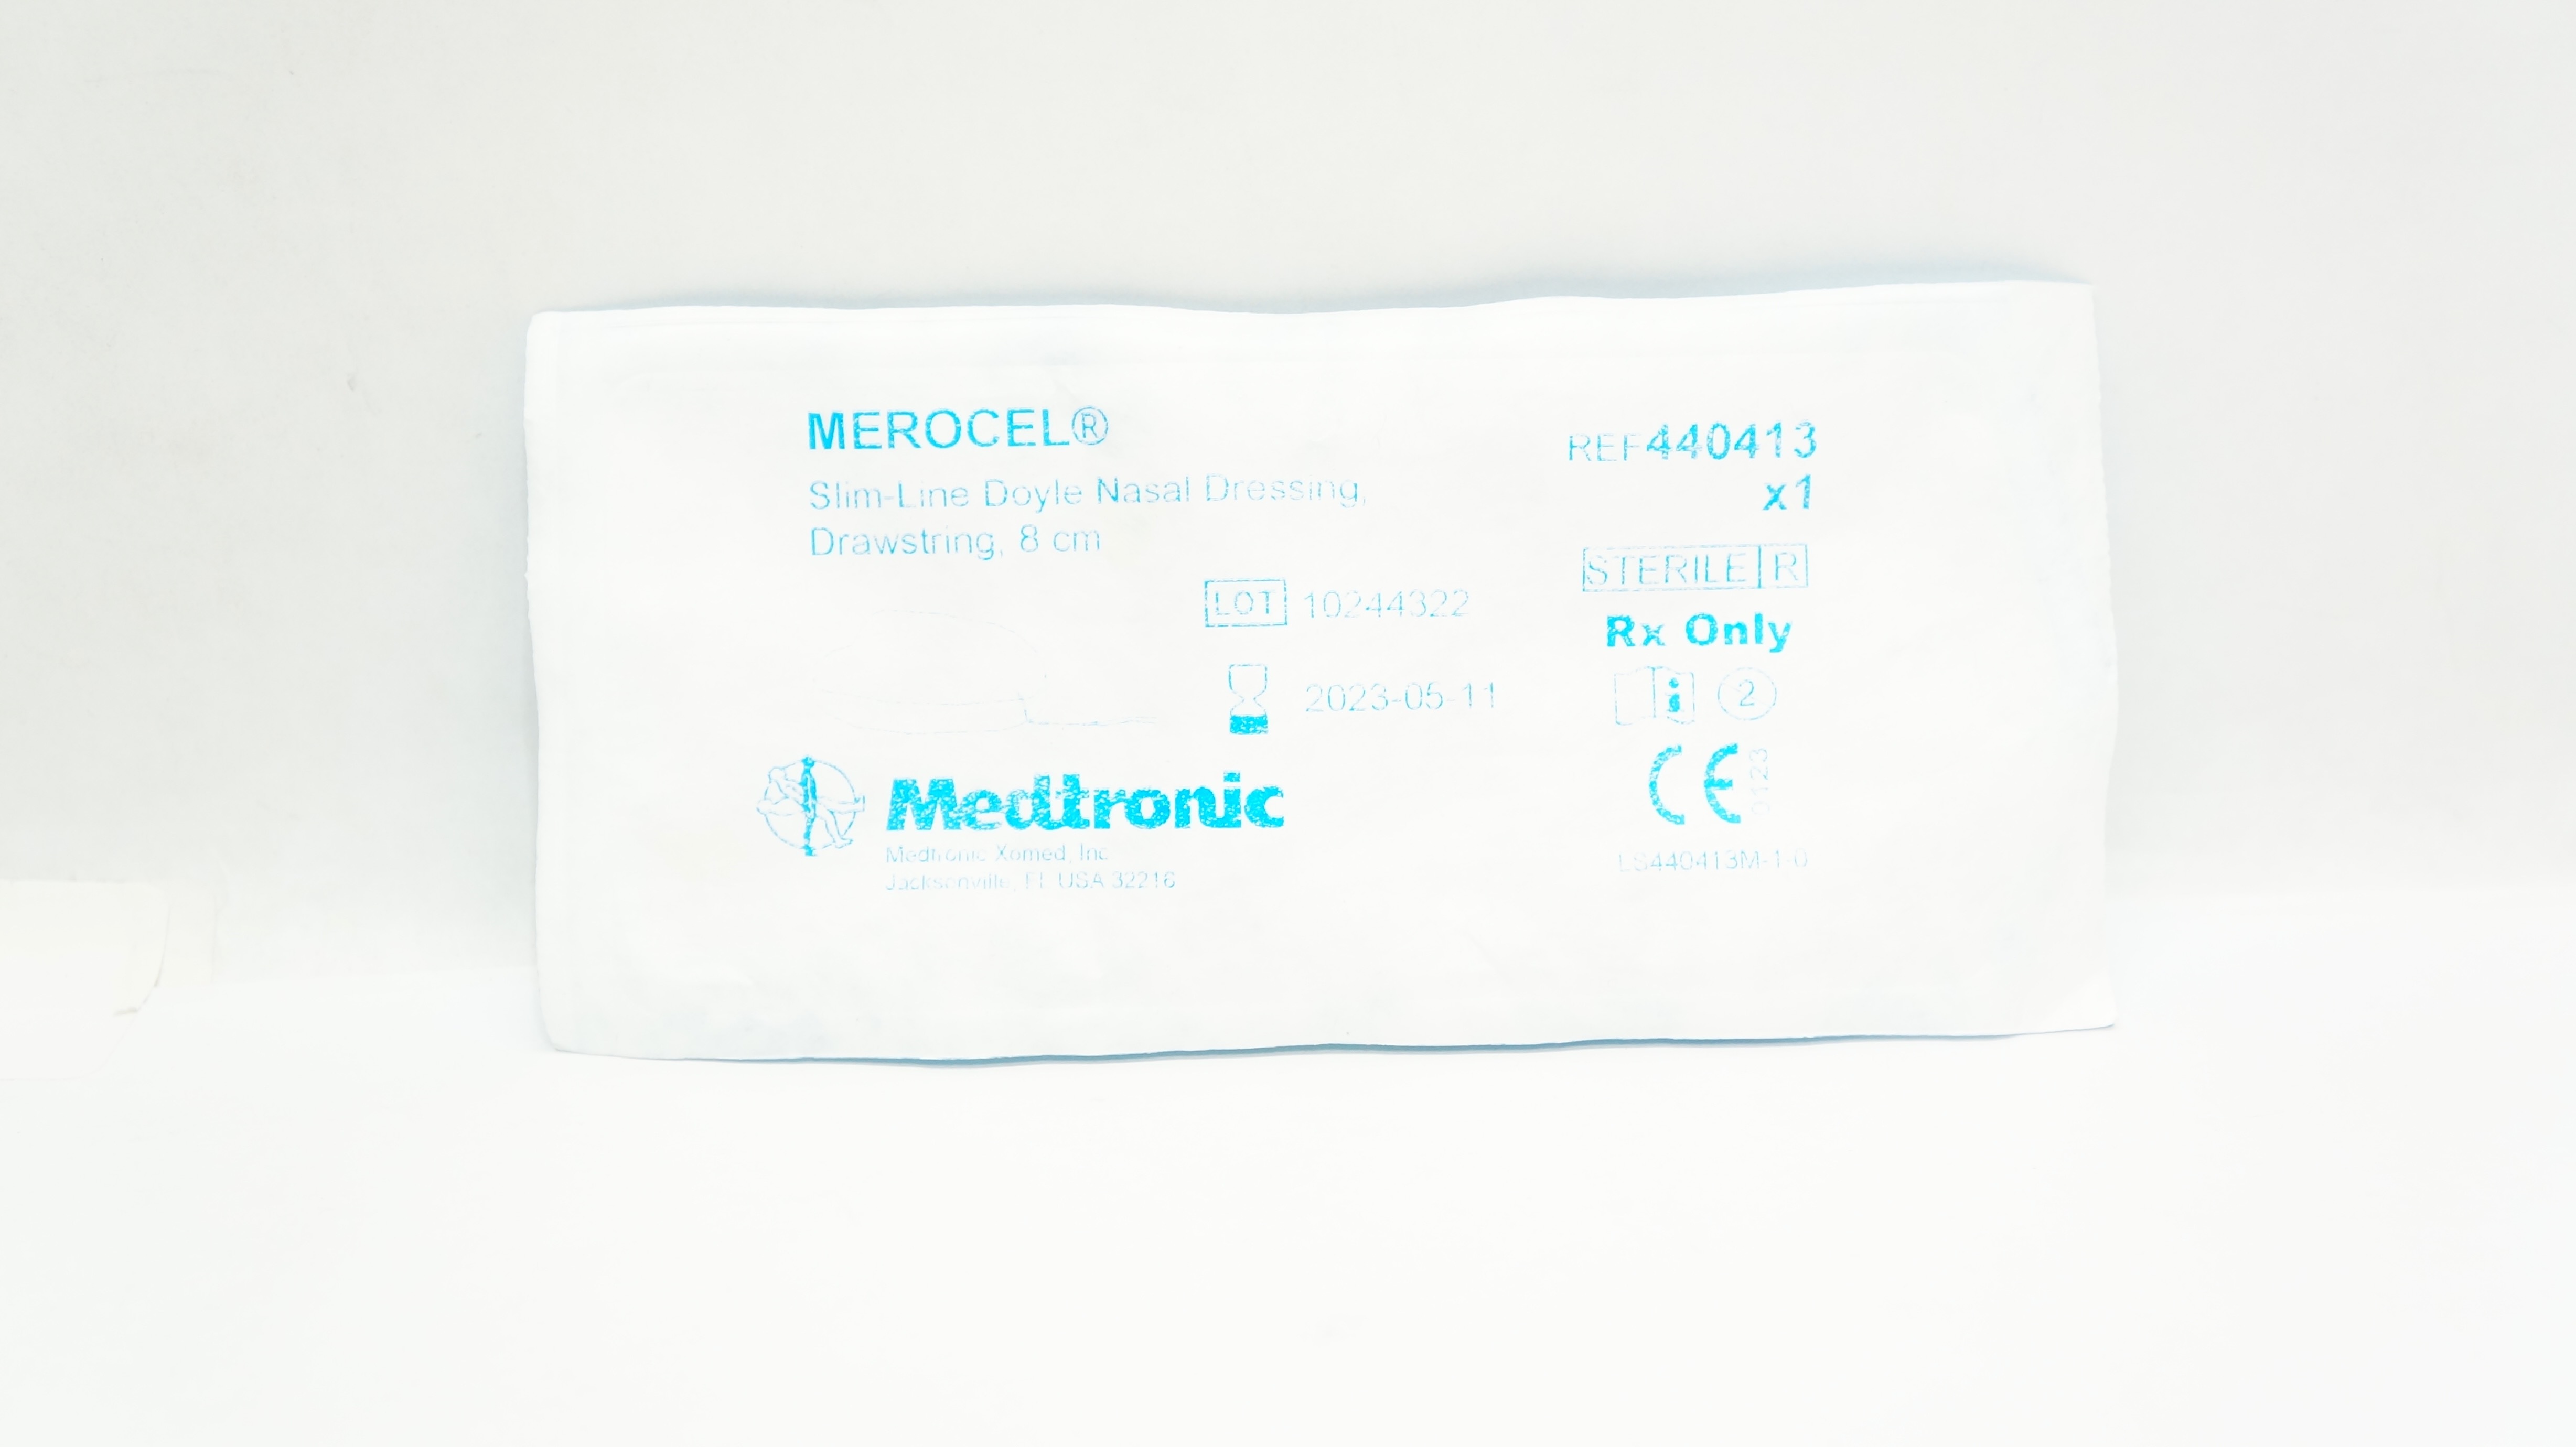 MEROCEL®
Slim-Line Doyle Nasal Dressing,
Drawstring, 8 cm
REF 440413
x1
STERILE R
LOT 10244322
Rx Only
2023-05-11
i 2
CE 0123
Medtronic
Medtronic Xomed, Inc
Jacksonville, FL USA 32216
LS440413M-1-0